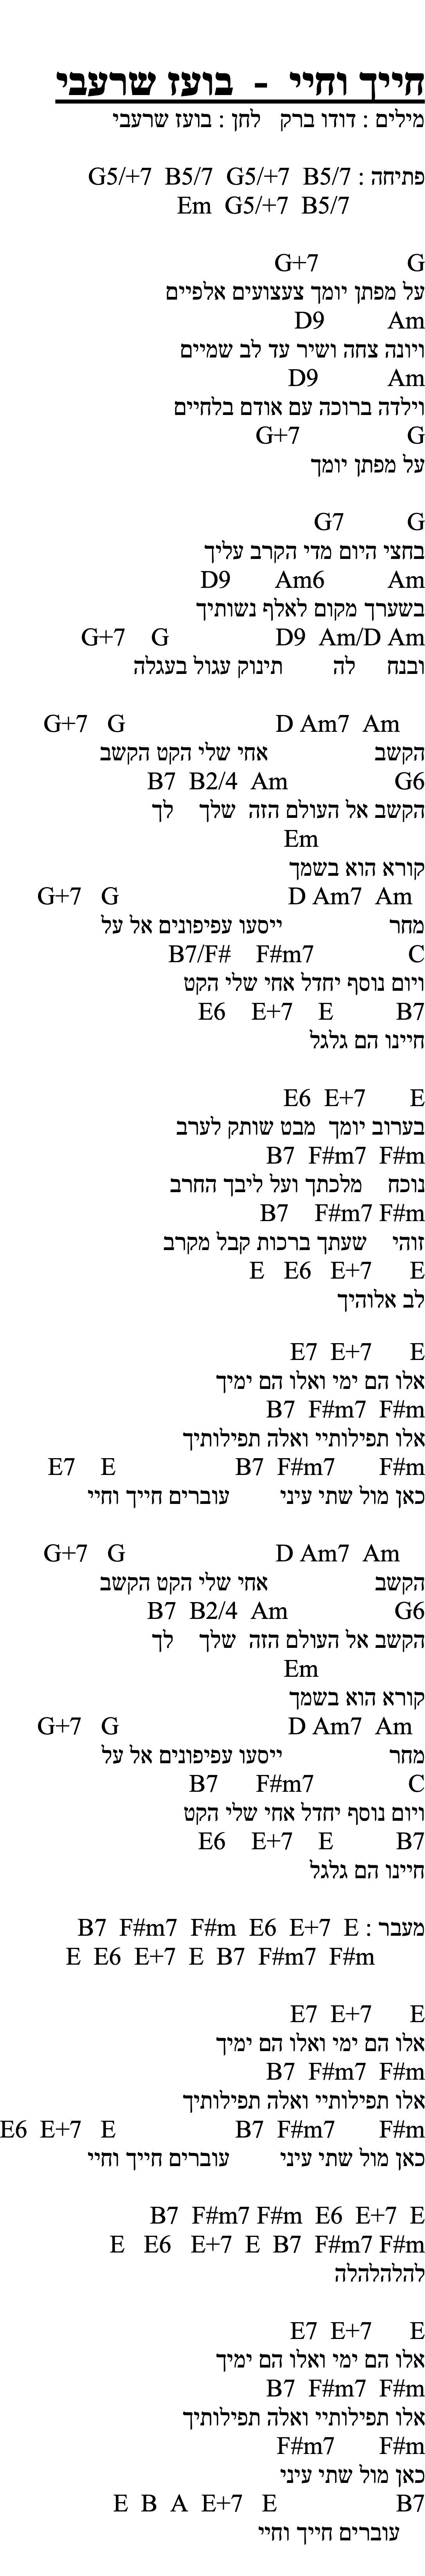 חייך וחיי - בועז שרעבי
מילים : דודו ברק לחן : בועז שרעבי
פתיחה : G5/+7 B5/7 G5/+7 B5/7
Em G5/+7 B5/7
G+7 G
על מפתן יומך צעצועים אלפיים
D9 Am
ויונה צחה ושיר עד לב שמיים
D9 Am
וילדה ברוכה עם אודם בלחיים
G+7 G
על מפתן יומך
G7 G
בחצי היום מדי הקרב עליך
D9 Am6 Am
בשערך מקום לאלף נשותיך
G+7 G D9 Am/D Am
ובנח לה תינוק עגול בעגלה
G+7 G D Am7 Am
הקשב אחי שלי הקט הקשב
B7 B2/4 Am G6
הקשב אל העולם הזה שלך לך
Em
קורא הוא בשמך
G+7 G D Am7 Am
מחר ייסעו עפיפונים אל על
B7/F# F#m7 C
ויום נוסף יחדל אחי שלי הקט
E6 E+7 E B7
חיינו הם גלגל
E6 E+7 E
בערוב יומך מבט שותק לערב
B7 F#m7 F#m
נוכח מלכתך ועל ליבך החרב
B7 F#m7 F#m
זוהי שעתך ברכות קבל מקרב
E E6 E+7 E
לב אלוהיך
E7 E+7 E
אלו הם ימי ואלו הם ימיך
B7 F#m7 F#m
אלו תפילותיי ואלה תפילותיך
E7 E B7 F#m7 F#m
כאן מול שתי עיני עוברים חייך וחיי
G+7 G D Am7 Am
הקשב אחי שלי הקט הקשב
B7 B2/4 Am G6
הקשב אל העולם הזה שלך לך
Em
קורא הוא בשמך
G+7 G D Am7 Am
מחר ייסעו עפיפונים אל על
B7 F#m7 C
ויום נוסף יחדל אחי שלי הקט
E6 E+7 E B7
חיינו הם גלגל
מעבר : B7 F#m7 F#m E6 E+7 E
E E6 E+7 E B7 F#m7 F#m
E7 E+7 E
אלו הם ימי ואלו הם ימיך
B7 F#m7 F#m
אלו תפילותיי ואלה תפילותיך
E6 E+7 E B7 F#m7 F#m
כאן מול שתי עיני עוברים חייך וחיי
B7 F#m7 F#m E6 E+7 E
E E6 E+7 E B7 F#m7 F#m
להלהלהלה
E7 E+7 E
אלו הם ימי ואלו הם ימיך
B7 F#m7 F#m
אלו תפילותיי ואלה תפילותיך
F#m7 F#m
כאן מול שתי עיני
E B A E+7 E B7
עוברים חייך וחיי